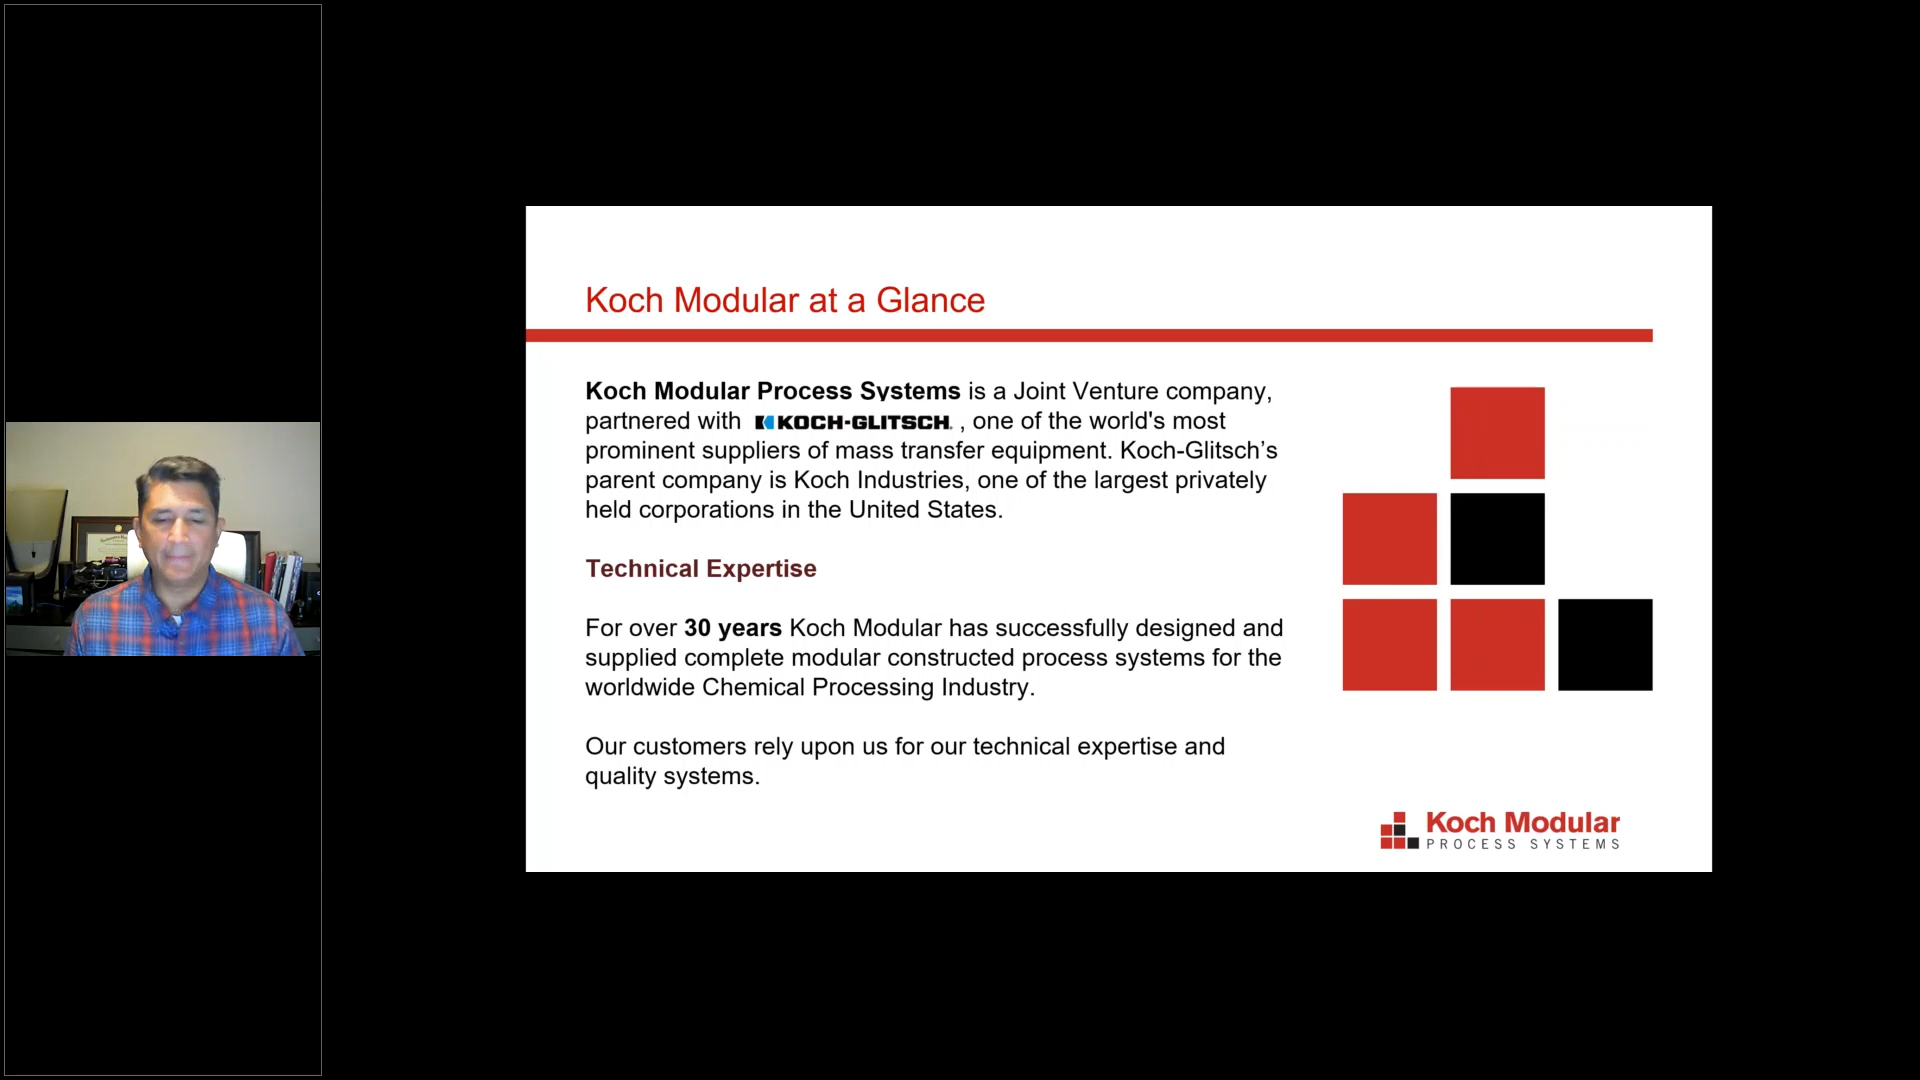 Koch Modular at a Glance
Koch Modular Process Systems is a Joint Venture company,
partnered with KOCH-GLITSCH , one of the world's most
prominent suppliers of mass transfer equipment. Koch-Glitsch’s
parent company is Koch Industries, one of the largest privately
held corporations in the United States.
Technical Expertise
For over 30 years Koch Modular has successfully designed and
supplied complete modular constructed process systems for the
worldwide Chemical Processing Industry.
Our customers rely upon us for our technical expertise and
quality systems.
Koch Modular
PROCESS SYSTEMS